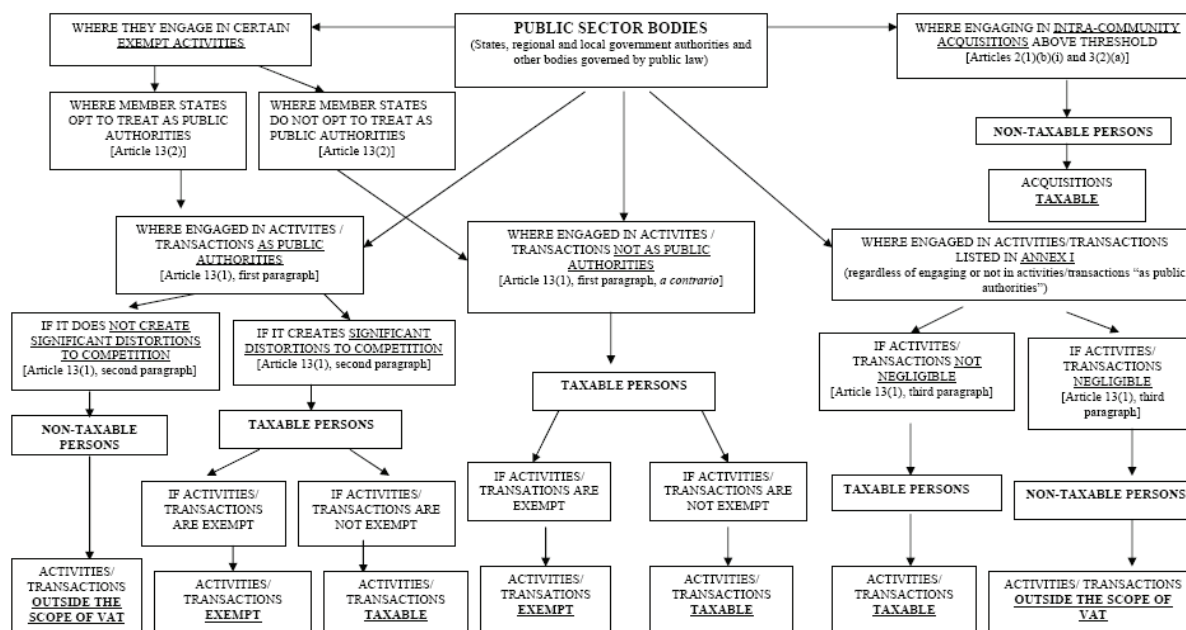 WHERE THEY ENGAGE IN CERTAIN
EXEMPT ACTIVITIES
PUBLIC SECTOR BODIES
(States, regional and local government authorities and
other bodies governed by public law)
WHERE ENGAGING IN INTRA-COMMUNITY
ACQUISITIONS ABOVE THRESHOLD
[Articles 2(1)(b)(i) and 3(2)(a)]
WHERE MEMBER STATES
OPT TO TREAT AS PUBLIC
AUTHORITIES
[Article 13(2)]
WHERE MEMBER STATES
DO NOT OPT TO TREAT AS
PUBLIC AUTHORITIES
[Article 13(2)]
NON-TAXABLE PERSONS
ACQUISITIONS
TAXABLE
WHERE ENGAGED IN ACTIVITES /
TRANSACTIONS AS PUBLIC
AUTHORITIES
[Article 13(1), first paragraph]
WHERE ENGAGED IN ACTIVITES /
TRANSACTIONS NOT AS PUBLIC
AUTHORITIES
[Article 13(1), first paragraph, a contrario]
WHERE ENGAGED IN ACTIVITIES/TRANSACTIONS
LISTED IN ANNEX I
(regardless of engaging or not in activities/transactions “as public
authorities”)
IF IT DOES NOT CREATE
SIGNIFICANT DISTORTIONS
TO COMPETITION
[Article 13(1), second paragraph]
IF IT CREATES SIGNIFICANT
DISTORTIONS TO COMPETITION
[Article 13(1), second paragraph]
IF ACTIVITES/
TRANSACTIONS NOT
NEGLIGIBLE
[Article 13(1), third paragraph]
IF ACTIVITES/
TRANSACTIONS
NEGLIGIBLE
[Article 13(1), third
paragraph]
NON-TAXABLE
PERSONS
TAXABLE PERSONS
TAXABLE PERSONS
IF ACTIVITIES/
TRANSACTIONS
ARE EXEMPT
IF ACTIVITIES/
TRANSACTIONS ARE
NOT EXEMPT
IF ACTIVITIES/
TRANSATIONS ARE
EXEMPT
IF ACTIVITIES/
TRANSACTIONS ARE
NOT EXEMPT
TAXABLE PERSONS
NON-TAXABLE PERSONS
ACTIVITIES/
TRANSACTIONS
OUTSIDE THE
SCOPE OF VAT
ACTIVITIES/
TRANSACTIONS
EXEMPT
ACTIVITIES/
TRANSACTIONS
TAXABLE
ACTIVITIES/
TRANSATIONS
EXEMPT
ACTIVITIES/
TRANSACTIONS
TAXABLE
ACTIVITIES/
TRANSACTIONS
TAXABLE
ACTIVITIES/ TRANSACTIONS
OUTSIDE THE SCOPE OF
VAT